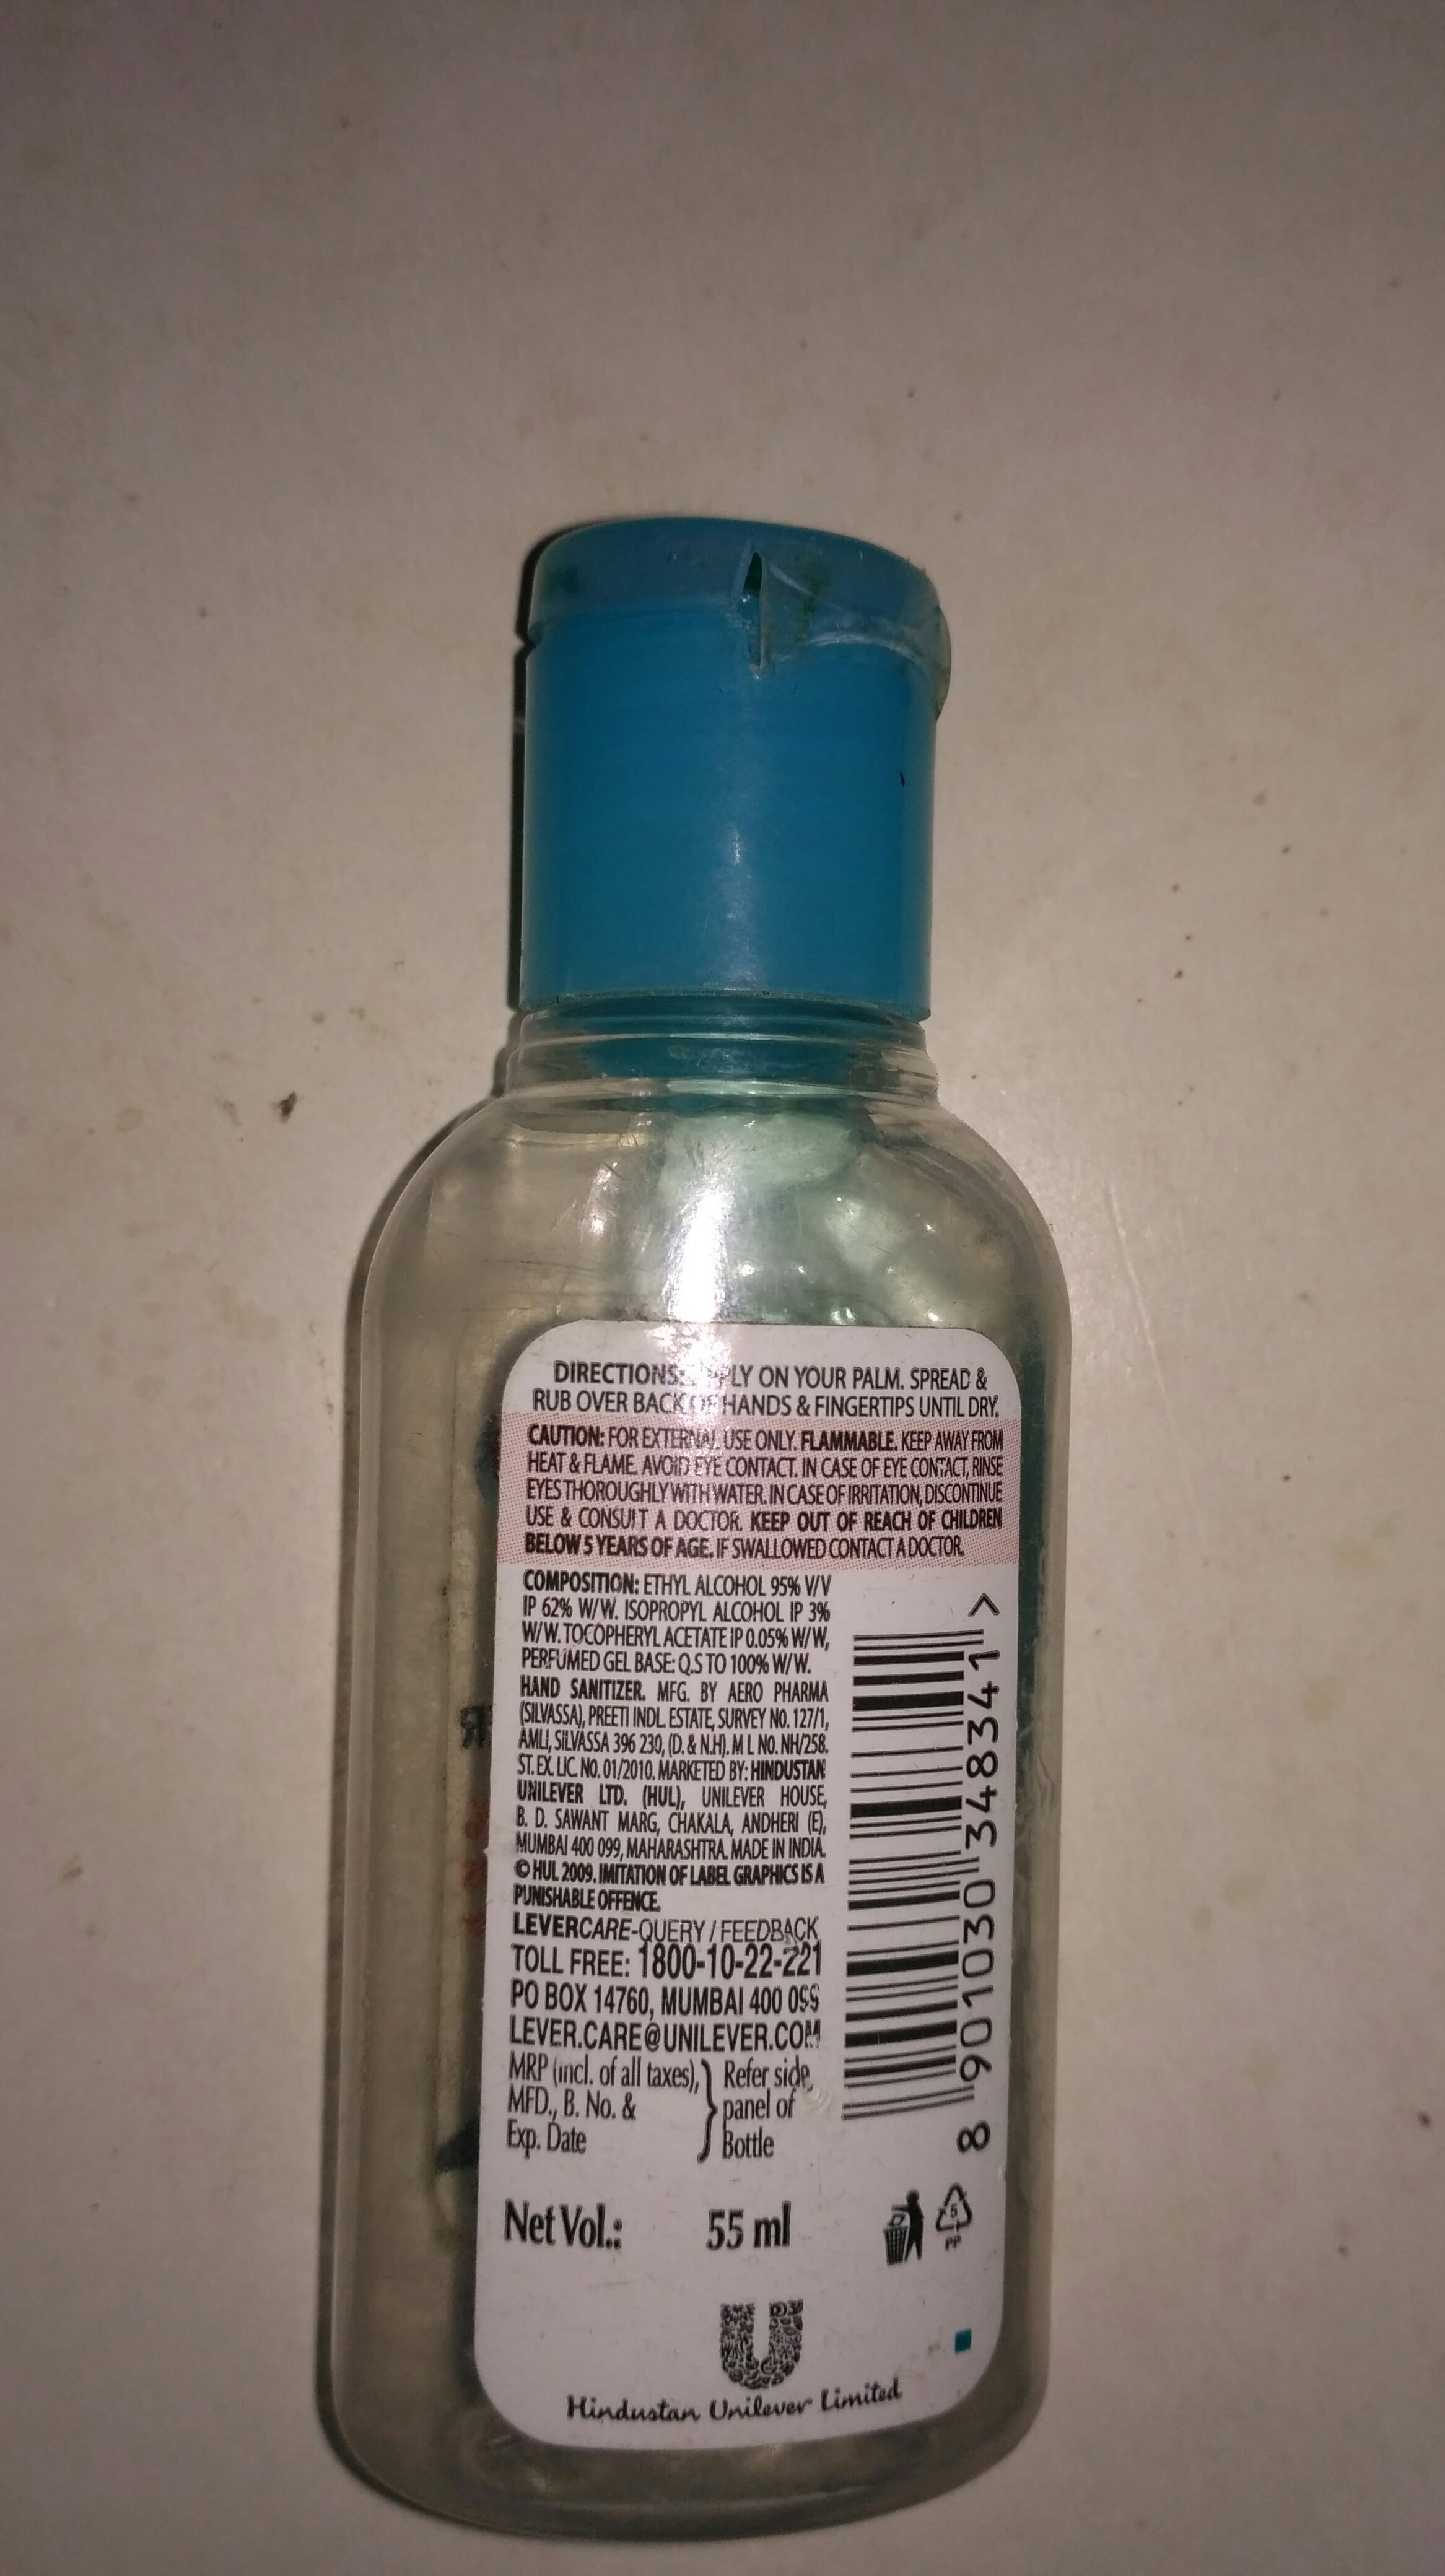 DIRECTIONS: PLY ON YOUR PALM. SPREAD &
RUB OVER BACK OF HANDS & FINGERTIPS UNTIL DRY.
CAUTION: FOR EXTERNAL USE ONLY. FLAMMABLE. KEEP AWAY FROM
HEAT & FLAME. AVOID EYE CONTACT. IN CASE OF EYE CONTACT, RINSE
EYES THOROUGHLY WITH WATER. IN CASE OF IRRITATION, DISCONTINUE
USE & CONSULT A DOCTOR. KEEP OUT OF REACH OF CHILDREN
BELOW 5 YEARS OF AGE. IF SWALLOWED CONTACT A DOCTOR.
COMPOSITION: ETHYL ALCOHOL 95% V/V
IP 62% W/W. ISOPROPYL ALCOHOL IP 3%
W/W. TOCOPHERYL ACETATE IP 0.05% W/W,
PERFUMED GEL BASE: Q.S TO 100% W/W.
HAND SANITIZER. MFG. BY AERO PHARMA
(SILVASSA), PREETI INDL. ESTATE, SURVEY NO. 127/1,
AMLI, SILVASSA 396 230, (D. & N.H). M L NO. NH/258.
ST. EX. LIC. NO. 01/2010. MARKETED BY: HINDUSTAN
UNILEVER LTD. (HUL), UNILEVER HOUSE,
B. D. SAWANT MARG, CHAKALA, ANDHERI (E),
MUMBAI 400 099, MAHARASHTRA. MADE IN INDIA.
© HUL 2009. IMITATION OF LABEL GRAPHICS IS A
PUNISHABLE OFFENCE.
LEVERCARE-QUERY / FEEDBACK
TOLL FREE: 1800-10-22-221
PO BOX 14760, MUMBAI 400 099
LEVER.CARE@UNILEVER.COM
MRP (incl. of all taxes),
MFD., B. No. &
Exp. Date
Refer side
panel of
Bottle
8 901030 348341 >
Net Vol.: 55 ml
5
PP
Hindustan Unilever Limited